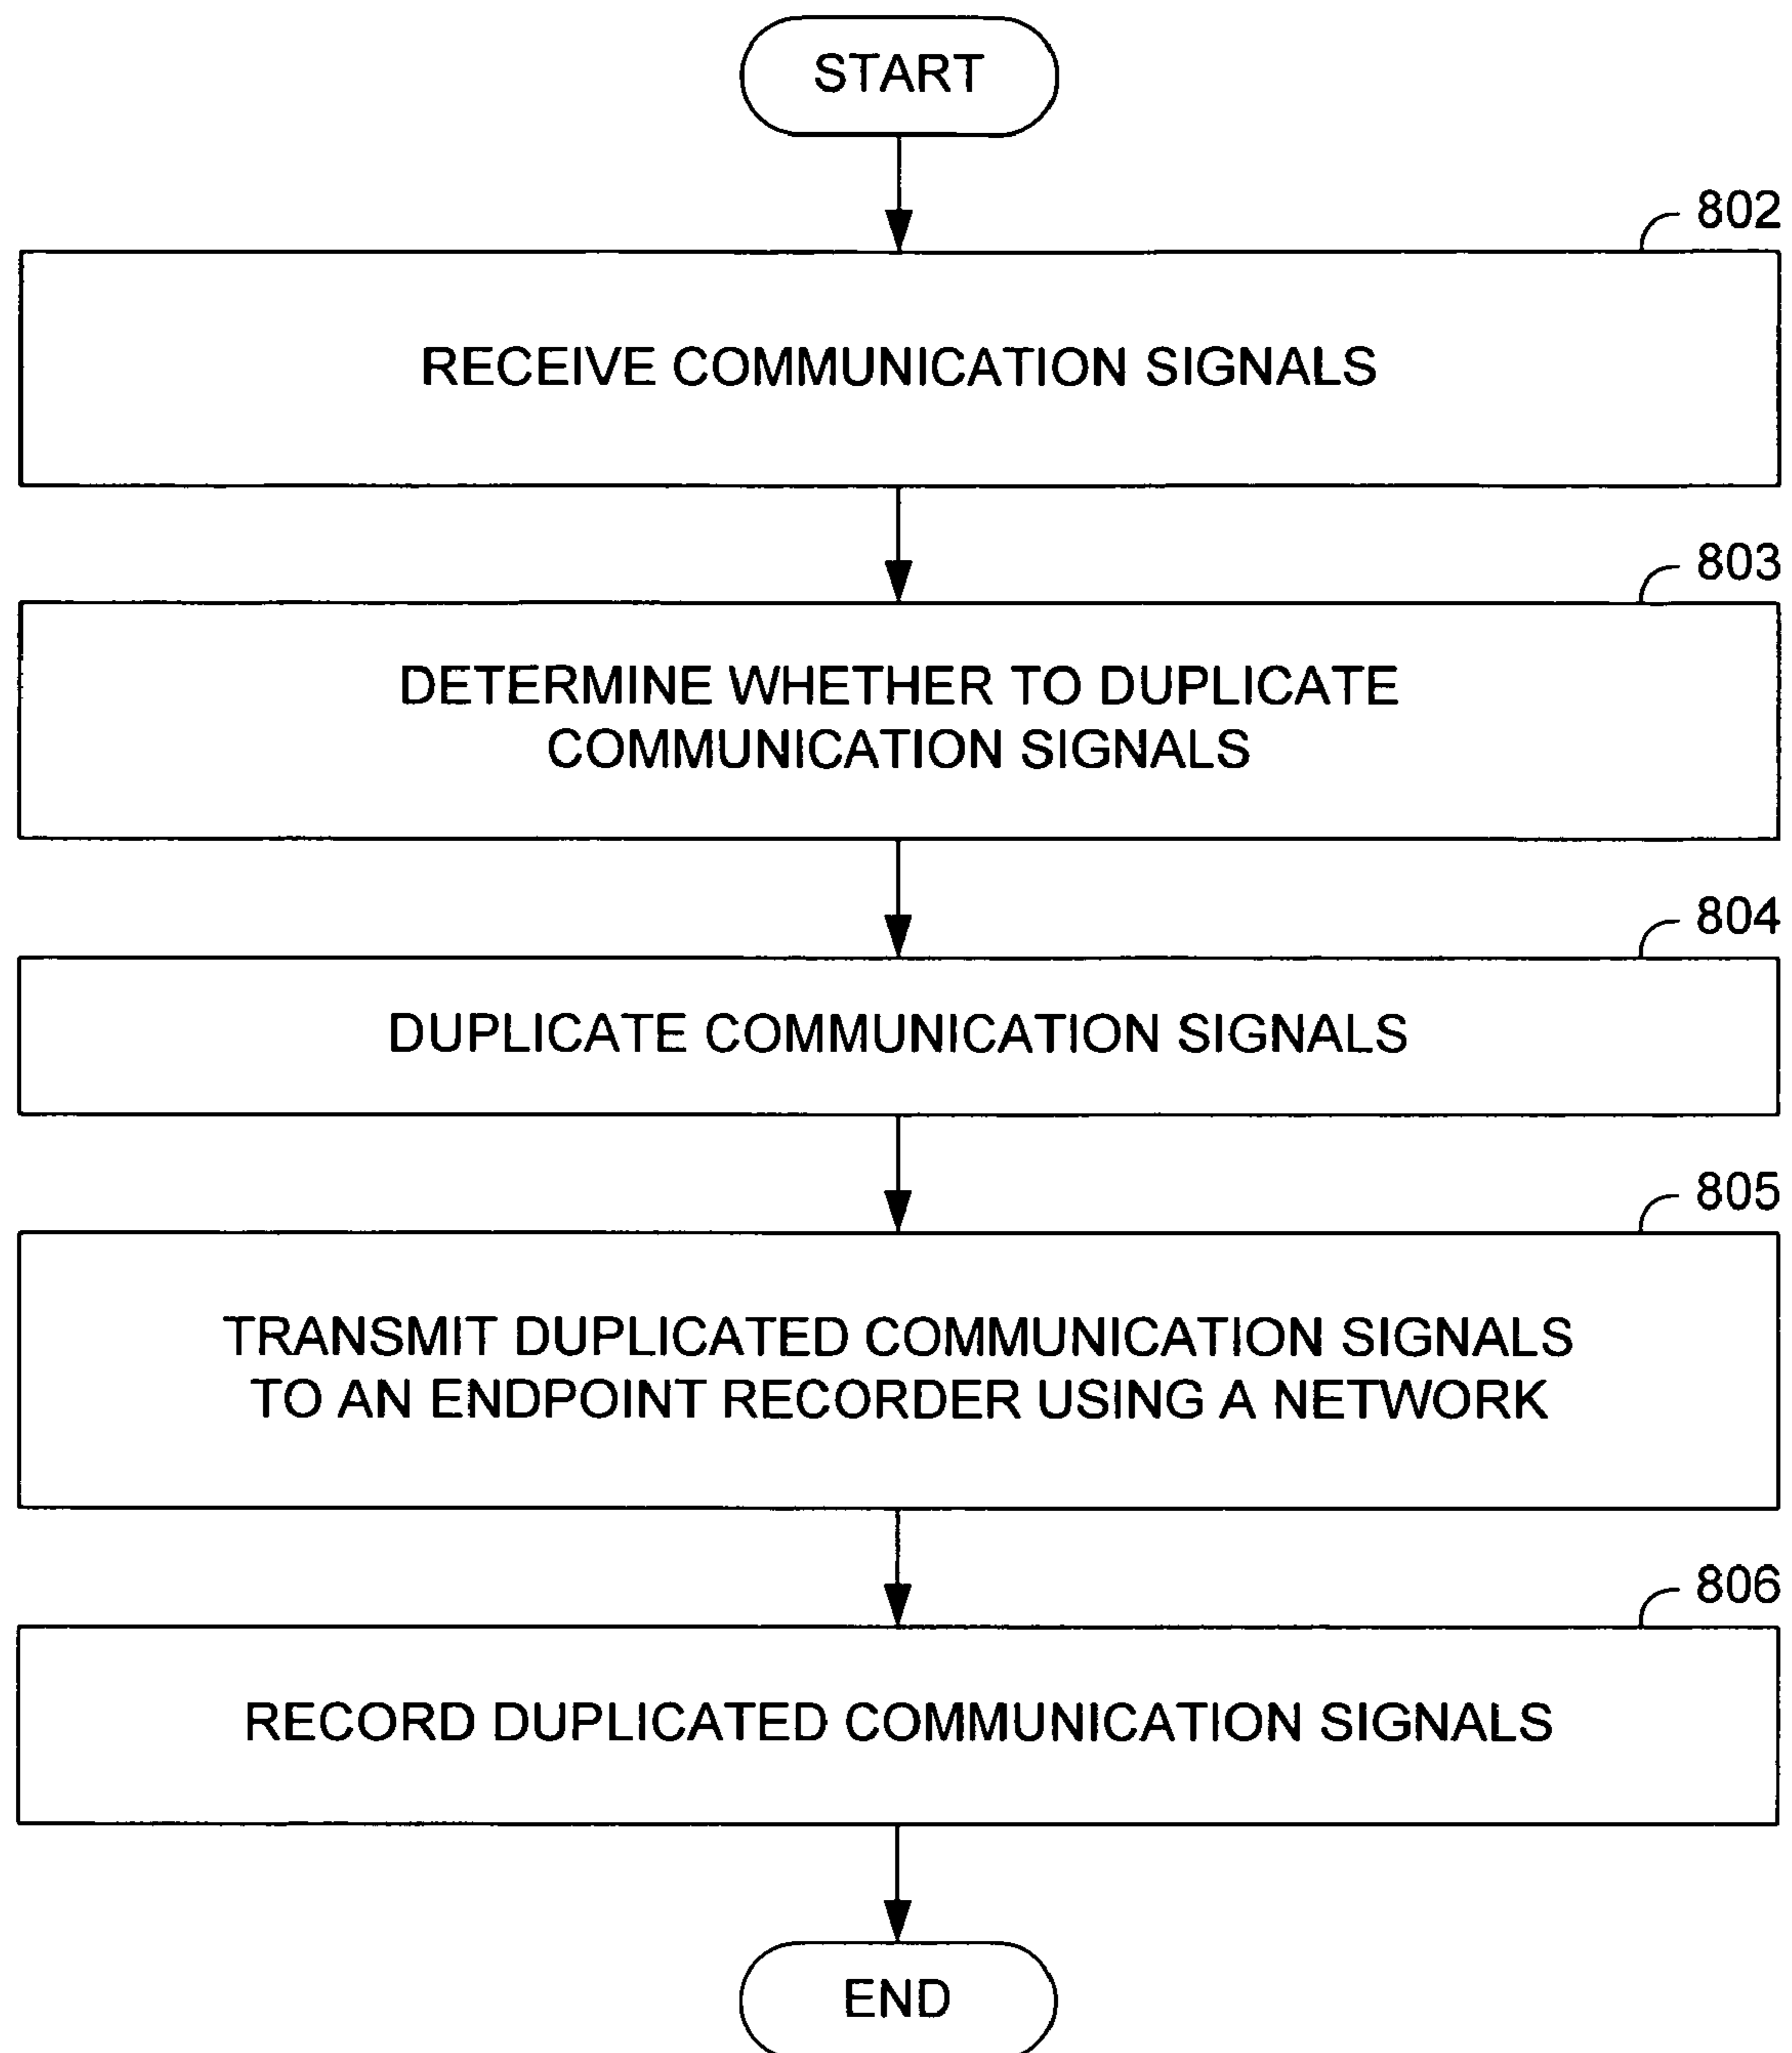 START
802
RECEIVE COMMUNICATION SIGNALS
803
DETERMINE WHETHER TO DUPLICATE
COMMUNICATION SIGNALS
804
DUPLICATE COMMUNICATION SIGNALS
805
TRANSMIT DUPLICATED COMMUNICATION SIGNALS
TO AN ENDPOINT RECORDER USING A NETWORK
806
RECORD DUPLICATED COMMUNICATION SIGNALS
END